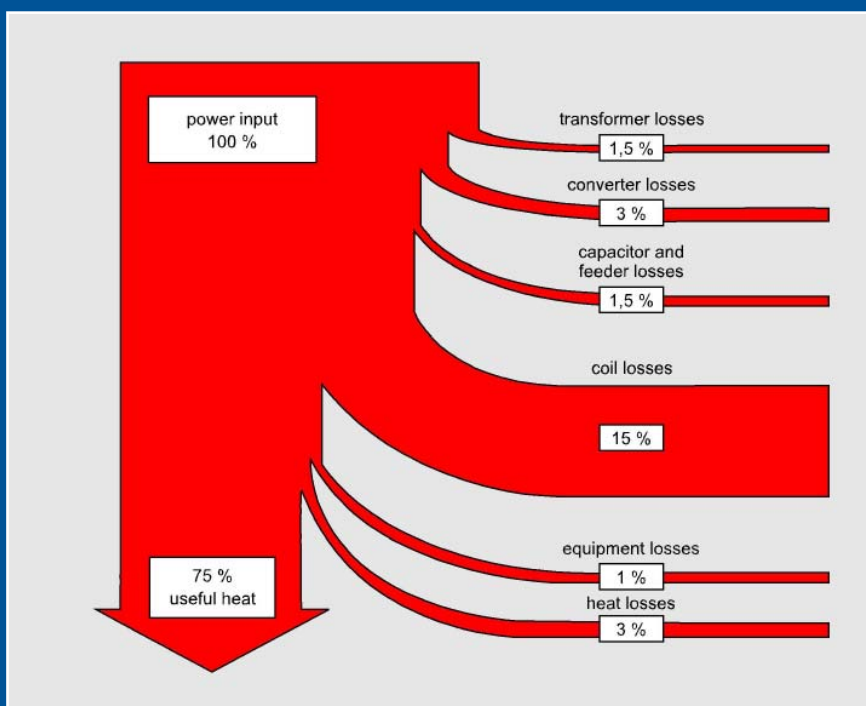 power input
100 %
transformer losses
1,5 %
converter losses
3 %
capacitor and
feeder losses
1,5 %
coil losses
15 %
equipment losses
1 %
75 %
useful heat
heat losses
3 %